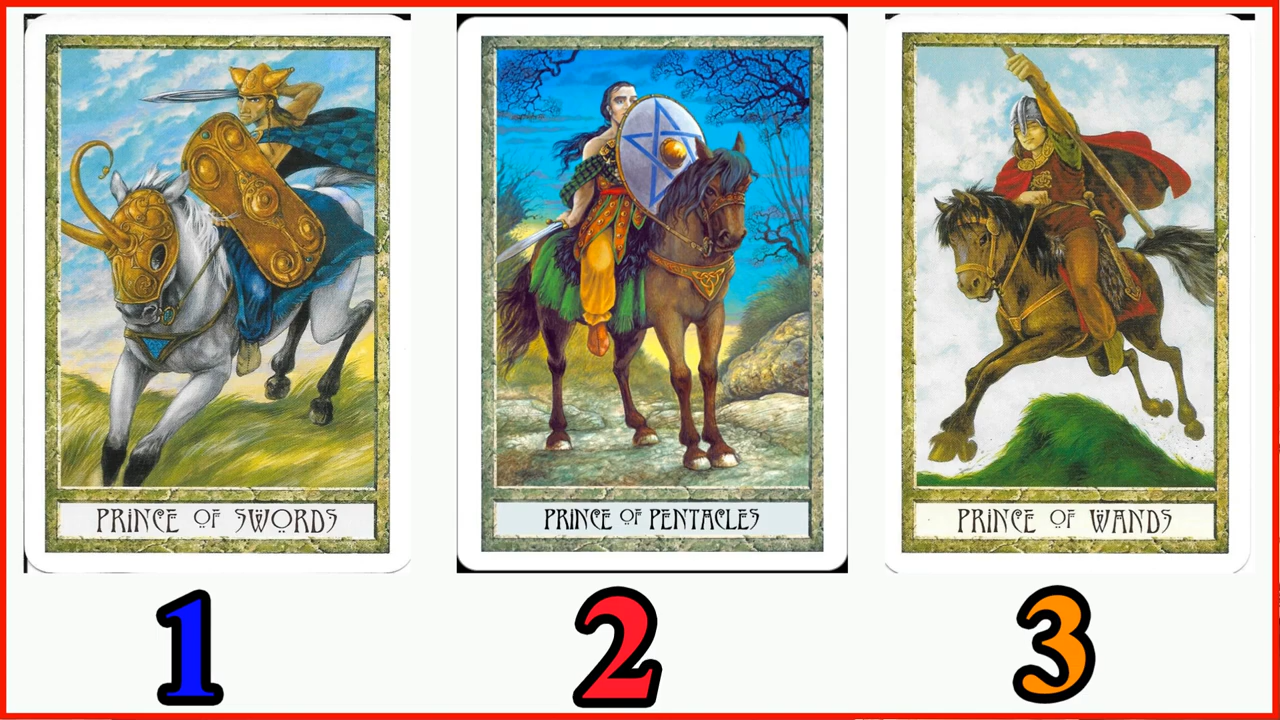 PRINCE OF SWORDS
PRINCE OF PENTACLES
PRINCE OF WANDS
1
2
3